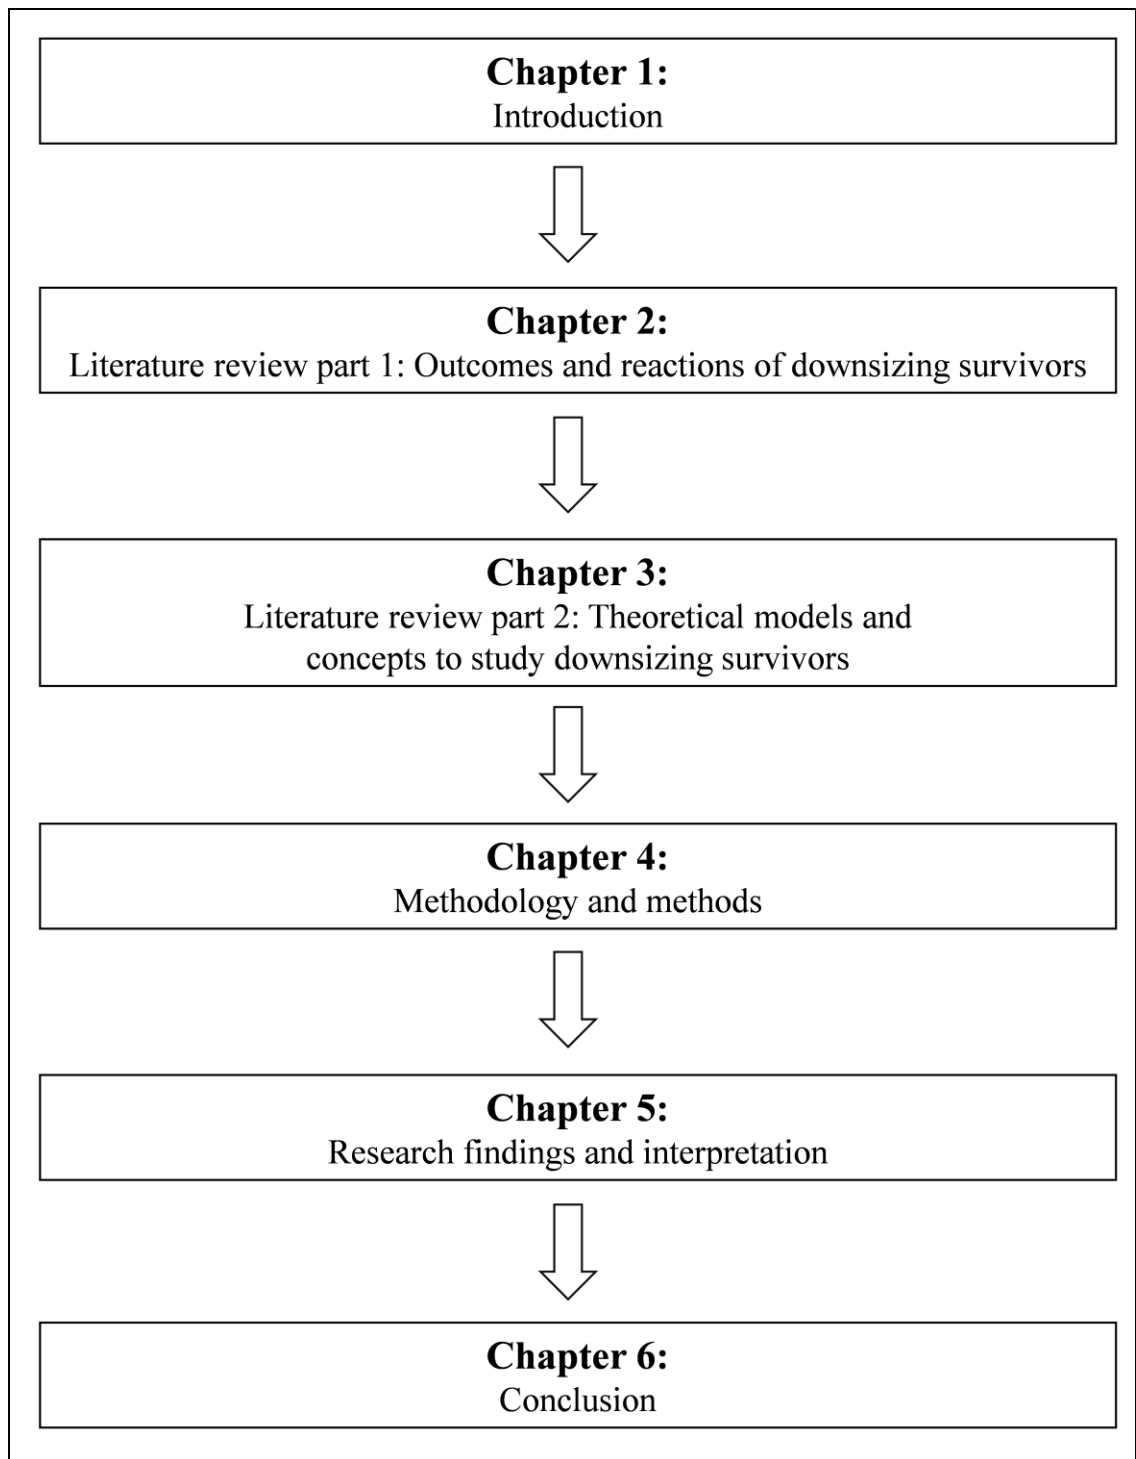 Chapter 1:
Introduction
Chapter 2:
Literature review part 1: Outcomes and reactions of downsizing survivors
Chapter 3:
Literature review part 2: Theoretical models and
concepts to study downsizing survivors
Chapter 4:
Methodology and methods
Chapter 5:
Research findings and interpretation
Chapter 6:
Conclusion